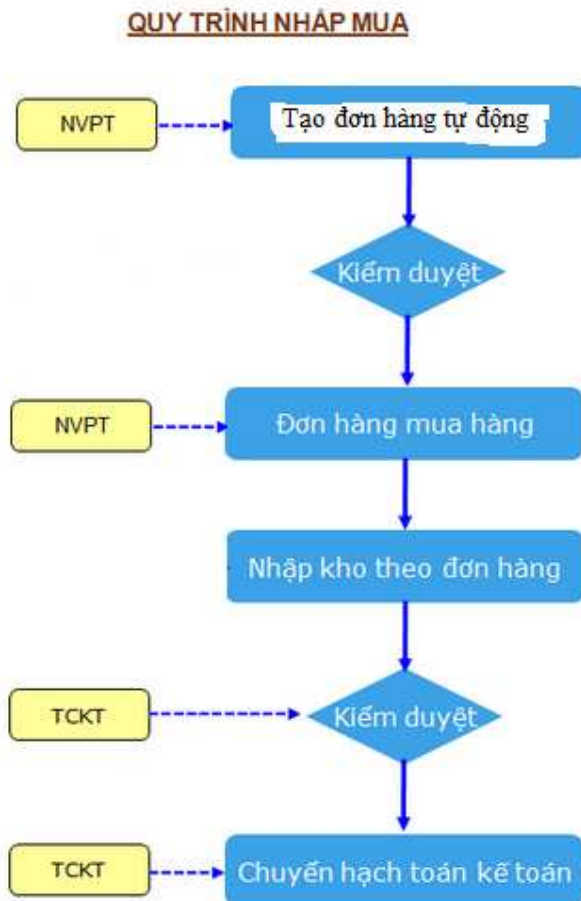 QUY TRÌNH NHẬP MUA
NVPT
Tạo đơn hàng tự động
Kiểm duyệt
NVPT
Đơn hàng mua hàng
Nhập kho theo đơn hàng
TCKT
Kiểm duyệt
TCKT
Chuyển hạch toán kế toán